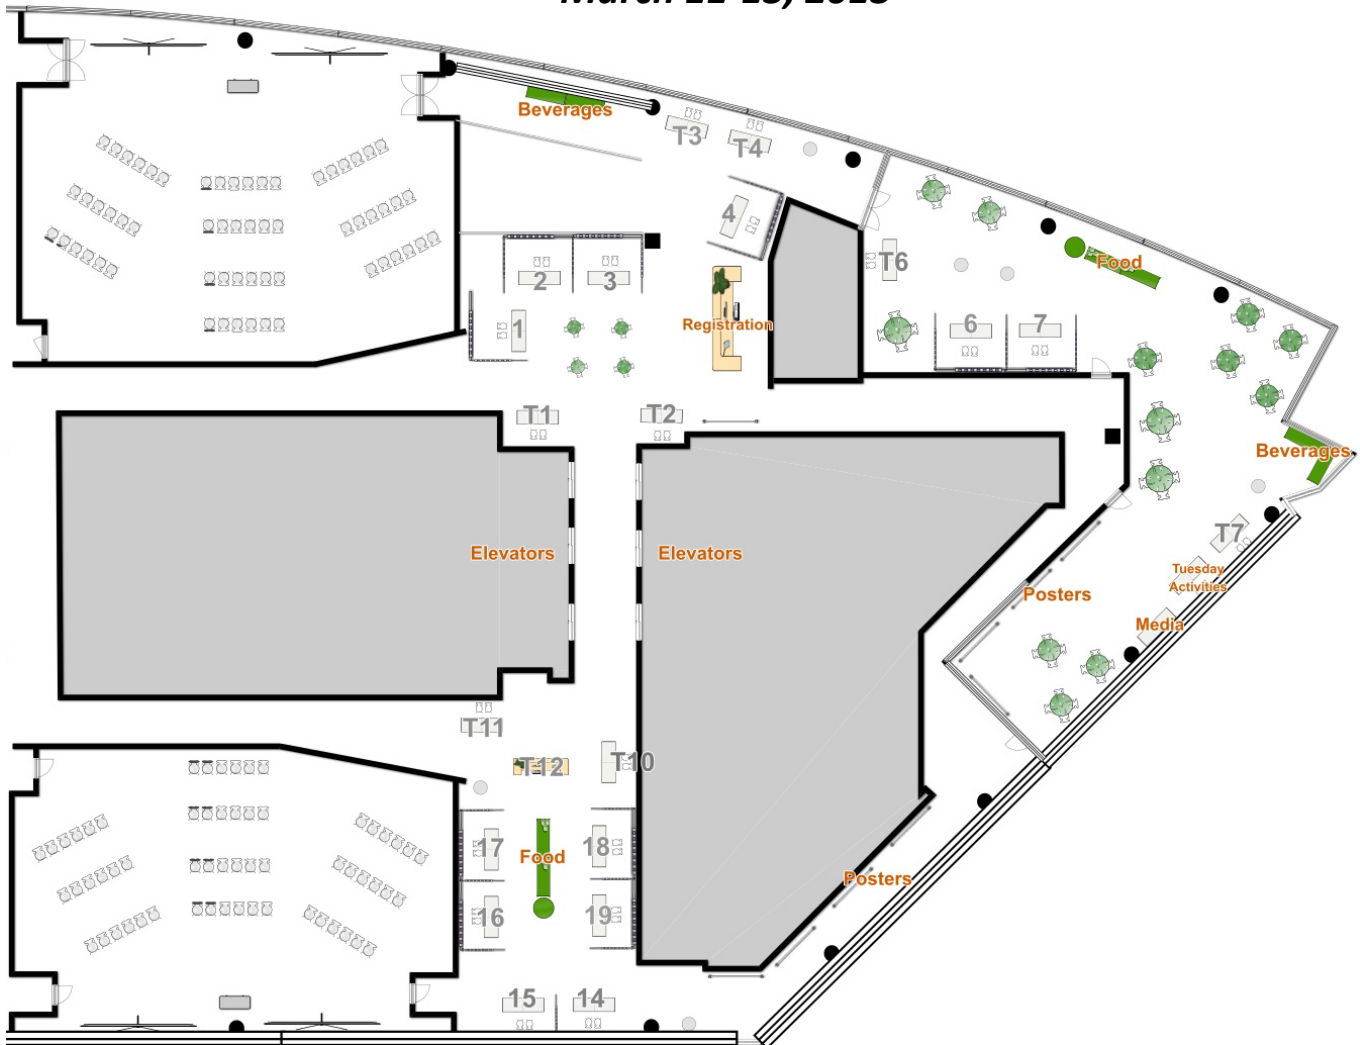 Beverages
T3
T4
4
T6
Food
2
3
1
Registration
6
7
T1
T2
Beverages
Elevators
Elevators
T7
Tuesday
Activities
Posters
Media
T11
T12
T10
17
Food
18
16
19
Posters
15
14